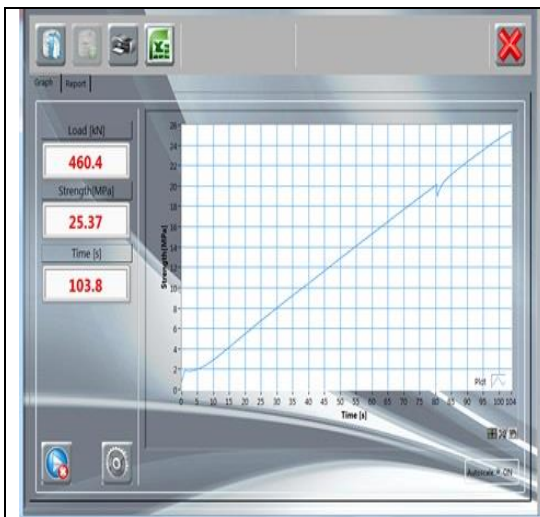 Graph Report
Load [kN]
460.4
Strength[MPa]
25.37
Time [s]
103.8
26
24
22
20
18
16
14
12
10
8
6
4
2
0
Strength[MPa]
0 5 10 15 20 25 30 35 40 45 50 55 60 65 70 75 80 85 90 95 100 104
Time [s]
Plot
Autoscale ON